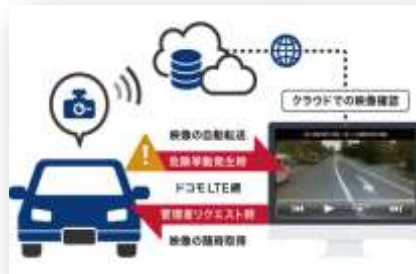 クラウドでの映像確認
映像の自動転送
危険挙動発生時
ドコモLTE網
管理者リクエスト時
映像の随時取得